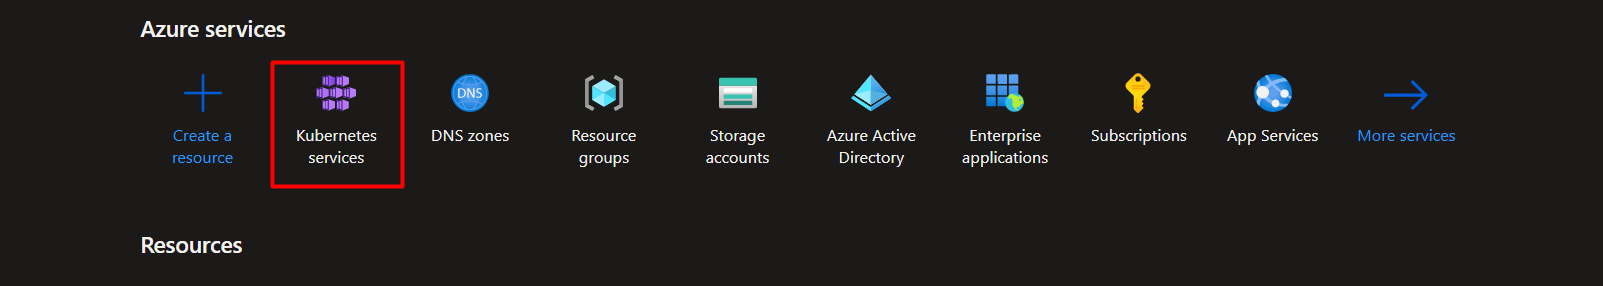 Azure services
Create a
resource
Kubernetes
services
DNS
DNS zones
Resource
groups
Storage
accounts
Azure Active
Directory
Enterprise
applications
Subscriptions
App Services
More services
Resources